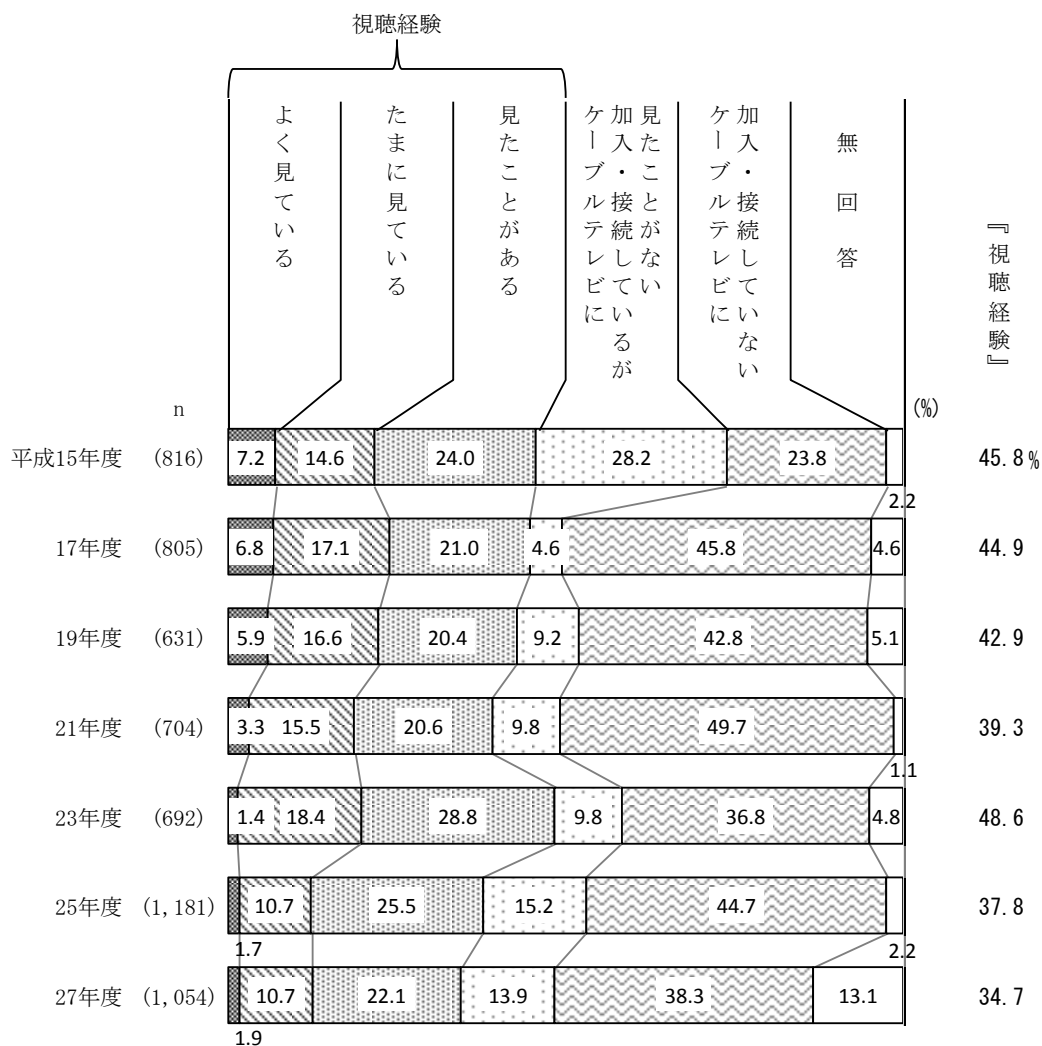 視聴経験
よく見ている
たまに見ている
見たことがある
ケーブルテレビに
加入・接続しているが
見たことがない
ケーブルテレビに
加入・接続していない
無回答
『視聴経験』
n
(%)
平成15年度 (816) 7.2 14.6 24.0 28.2 23.8 45.8%
2.2
17年度 (805) 6.8 17.1 21.0 4.6 45.8 4.6 44.9
19年度 (631) 5.9 16.6 20.4 9.2 42.8 5.1 42.9
21年度 (704) 3.3 15.5 20.6 9.8 49.7 39.3
1.1
23年度 (692) 1.4 18.4 28.8 9.8 36.8 4.8 48.6
25年度 (1,181) 10.7 25.5 15.2 44.7 37.8
1.7 2.2
27年度 (1,054) 10.7 22.1 13.9 38.3 13.1 34.7
1.9